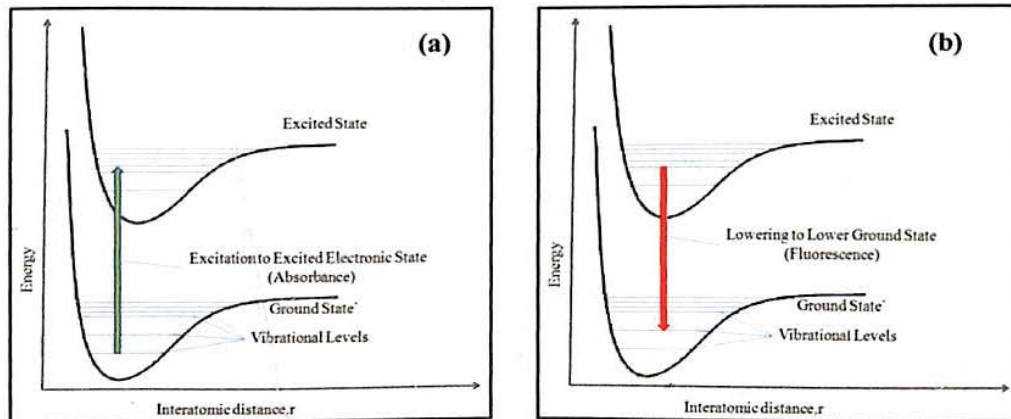 (a)
Excited State
Excitation to Excited Electronic State
(Absorbance)
Ground State
Vibrational Levels
Energy
Interatomic distance,r
(b)
Excited State
Lowering to Lower Ground State
(Fluorescence)
Ground State
Vibrational Levels
Energy
Interatomic distance,r